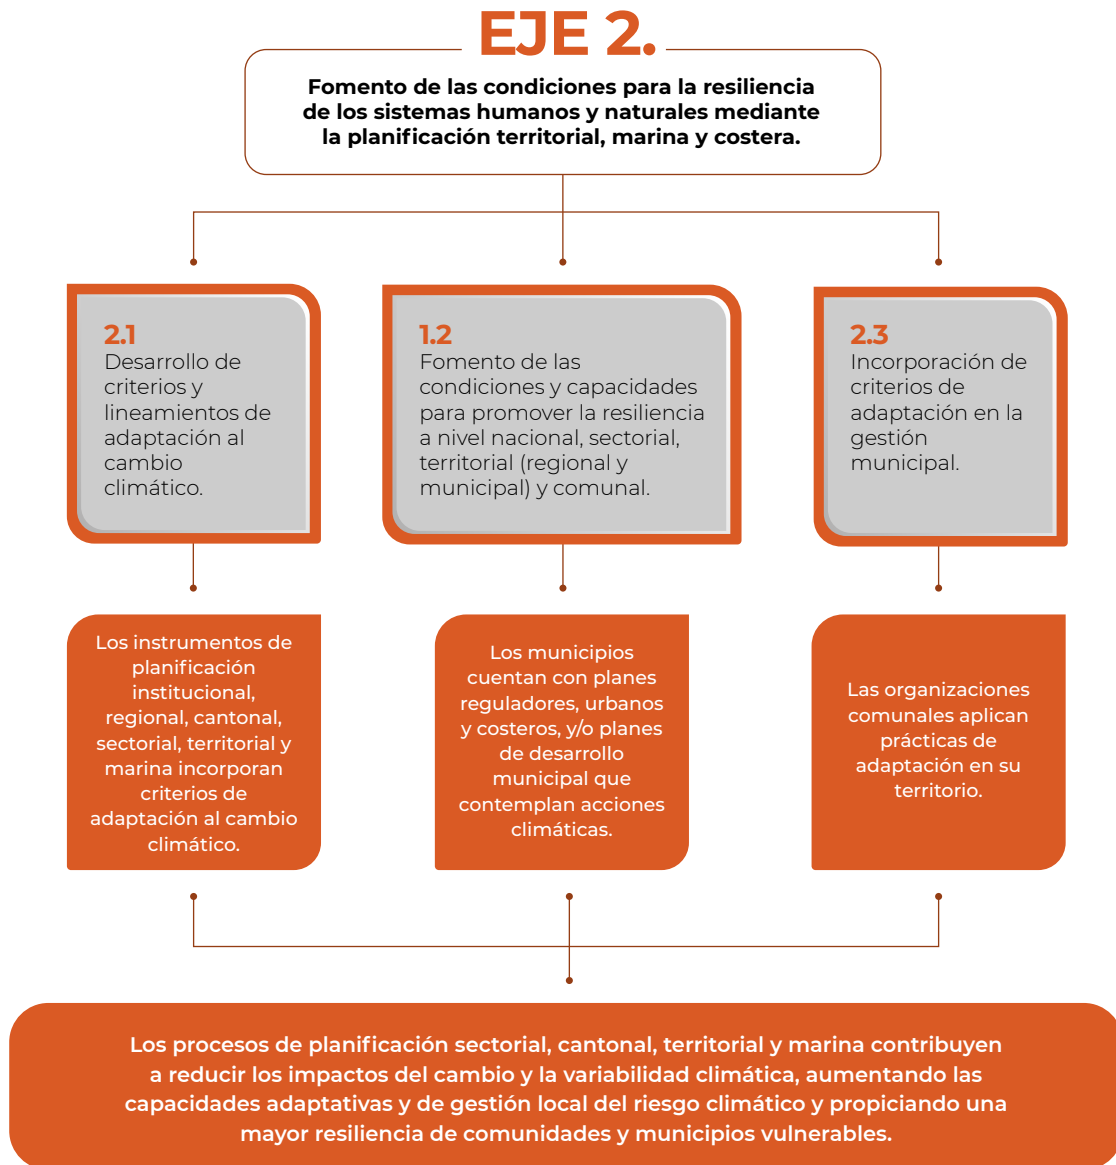 EJE 2.
Fomento de las condiciones para la resiliencia
de los sistemas humanos y naturales mediante
la planificación territorial, marina y costera.
2.1
Desarrollo de
criterios y
lineamientos de
adaptación al
cambio
climático.
1.2
Fomento de las
condiciones y capacidades
para promover la resiliencia
a nivel nacional, sectorial,
territorial (regional y
municipal) y comunal.
2.3
Incorporación de
criterios de
adaptación en la
gestión
municipal.
Los instrumentos de
planificación
institucional,
regional, cantonal,
sectorial, territorial y
marina incorporan
criterios de
adaptación al cambio
climático.
Los municipios
cuentan con planes
reguladores, urbanos
y costeros, y/o planes
de desarrollo
municipal que
contemplan acciones
climáticas.
Las organizaciones
comunales aplican
prácticas de
adaptación en su
territorio.
Los procesos de planificación sectorial, cantonal, territorial y marina contribuyen
a reducir los impactos del cambio y la variabilidad climática, aumentando las
capacidades adaptativas y de gestión local del riesgo climático y propiciando una
mayor resiliencia de comunidades y municipios vulnerables.